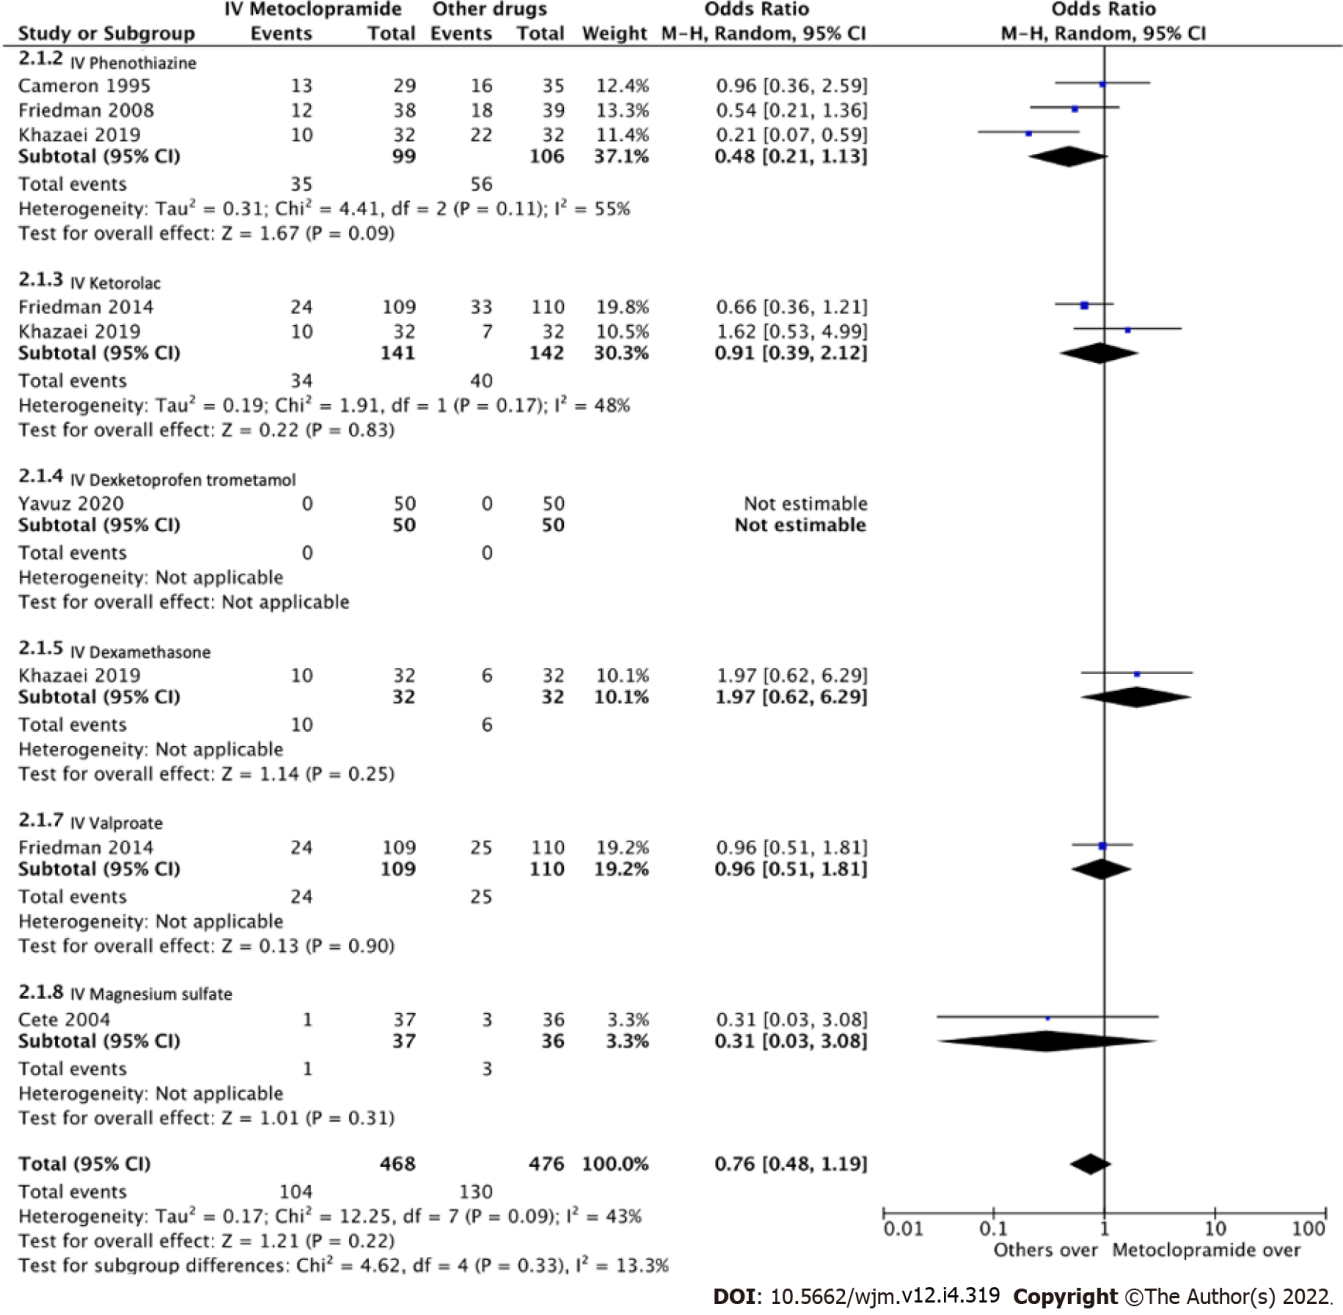 IV Metoclopramide Other drugs Odds Ratio Odds Ratio
Study or Subgroup Events Total Events Total Weight M-H, Random, 95% CI M-H, Random, 95% CI
2.1.2 IV Phenothiazine
Cameron 1995 13 29 16 35 12.4% 0.96 [0.36, 2.59]
Friedman 2008 12 38 18 39 13.3% 0.54 [0.21, 1.36]
Khazaei 2019 10 32 22 32 11.4% 0.21 [0.07, 0.59]
Subtotal (95% CI) 99 106 37.1% 0.48 [0.21, 1.13]
Total events 35 56
Heterogeneity: Tau² = 0.31; Chi² = 4.41, df = 2 (P = 0.11); I² = 55%
Test for overall effect: Z = 1.67 (P = 0.09)
2.1.3 IV Ketorolac
Friedman 2014 24 109 33 110 19.8% 0.66 [0.36, 1.21]
Khazaei 2019 10 32 7 32 10.5% 1.62 [0.53, 4.99]
Subtotal (95% CI) 141 142 30.3% 0.91 [0.39, 2.12]
Total events 34 40
Heterogeneity: Tau² = 0.19; Chi² = 1.91, df = 1 (P = 0.17); I² = 48%
Test for overall effect: Z = 0.22 (P = 0.83)
2.1.4 IV Dexketoprofen trometamol
Yavuz 2020 0 50 0 50 Not estimable
Subtotal (95% CI) 50 50 Not estimable
Total events 0 0
Heterogeneity: Not applicable
Test for overall effect: Not applicable
2.1.5 IV Dexamethasone
Khazaei 2019 10 32 6 32 10.1% 1.97 [0.62, 6.29]
Subtotal (95% CI) 32 32 10.1% 1.97 [0.62, 6.29]
Total events 10 6
Heterogeneity: Not applicable
Test for overall effect: Z = 1.14 (P = 0.25)
2.1.7 IV Valproate
Friedman 2014 24 109 25 110 19.2% 0.96 [0.51, 1.81]
Subtotal (95% CI) 109 110 19.2% 0.96 [0.51, 1.81]
Total events 24 25
Heterogeneity: Not applicable
Test for overall effect: Z = 0.13 (P = 0.90)
2.1.8 IV Magnesium sulfate
Cete 2004 1 37 3 36 3.3% 0.31 [0.03, 3.08]
Subtotal (95% CI) 37 36 3.3% 0.31 [0.03, 3.08]
Total events 1 3
Heterogeneity: Not applicable
Test for overall effect: Z = 1.01 (P = 0.31)
Total (95% CI) 468 476 100.0% 0.76 [0.48, 1.19]
Total events 104 130
Heterogeneity: Tau² = 0.17; Chi² = 12.25, df = 7 (P = 0.09); I² = 43%
Test for overall effect: Z = 1.21 (P = 0.22)
Test for subgroup differences: Chi² = 4.62, df = 4 (P = 0.33), I² = 13.3%
0.01 0.1 1 10 100
Others over Metoclopramide over
DOI: 10.5662/wjm.v12.i4.319 Copyright ©The Author(s) 2022.